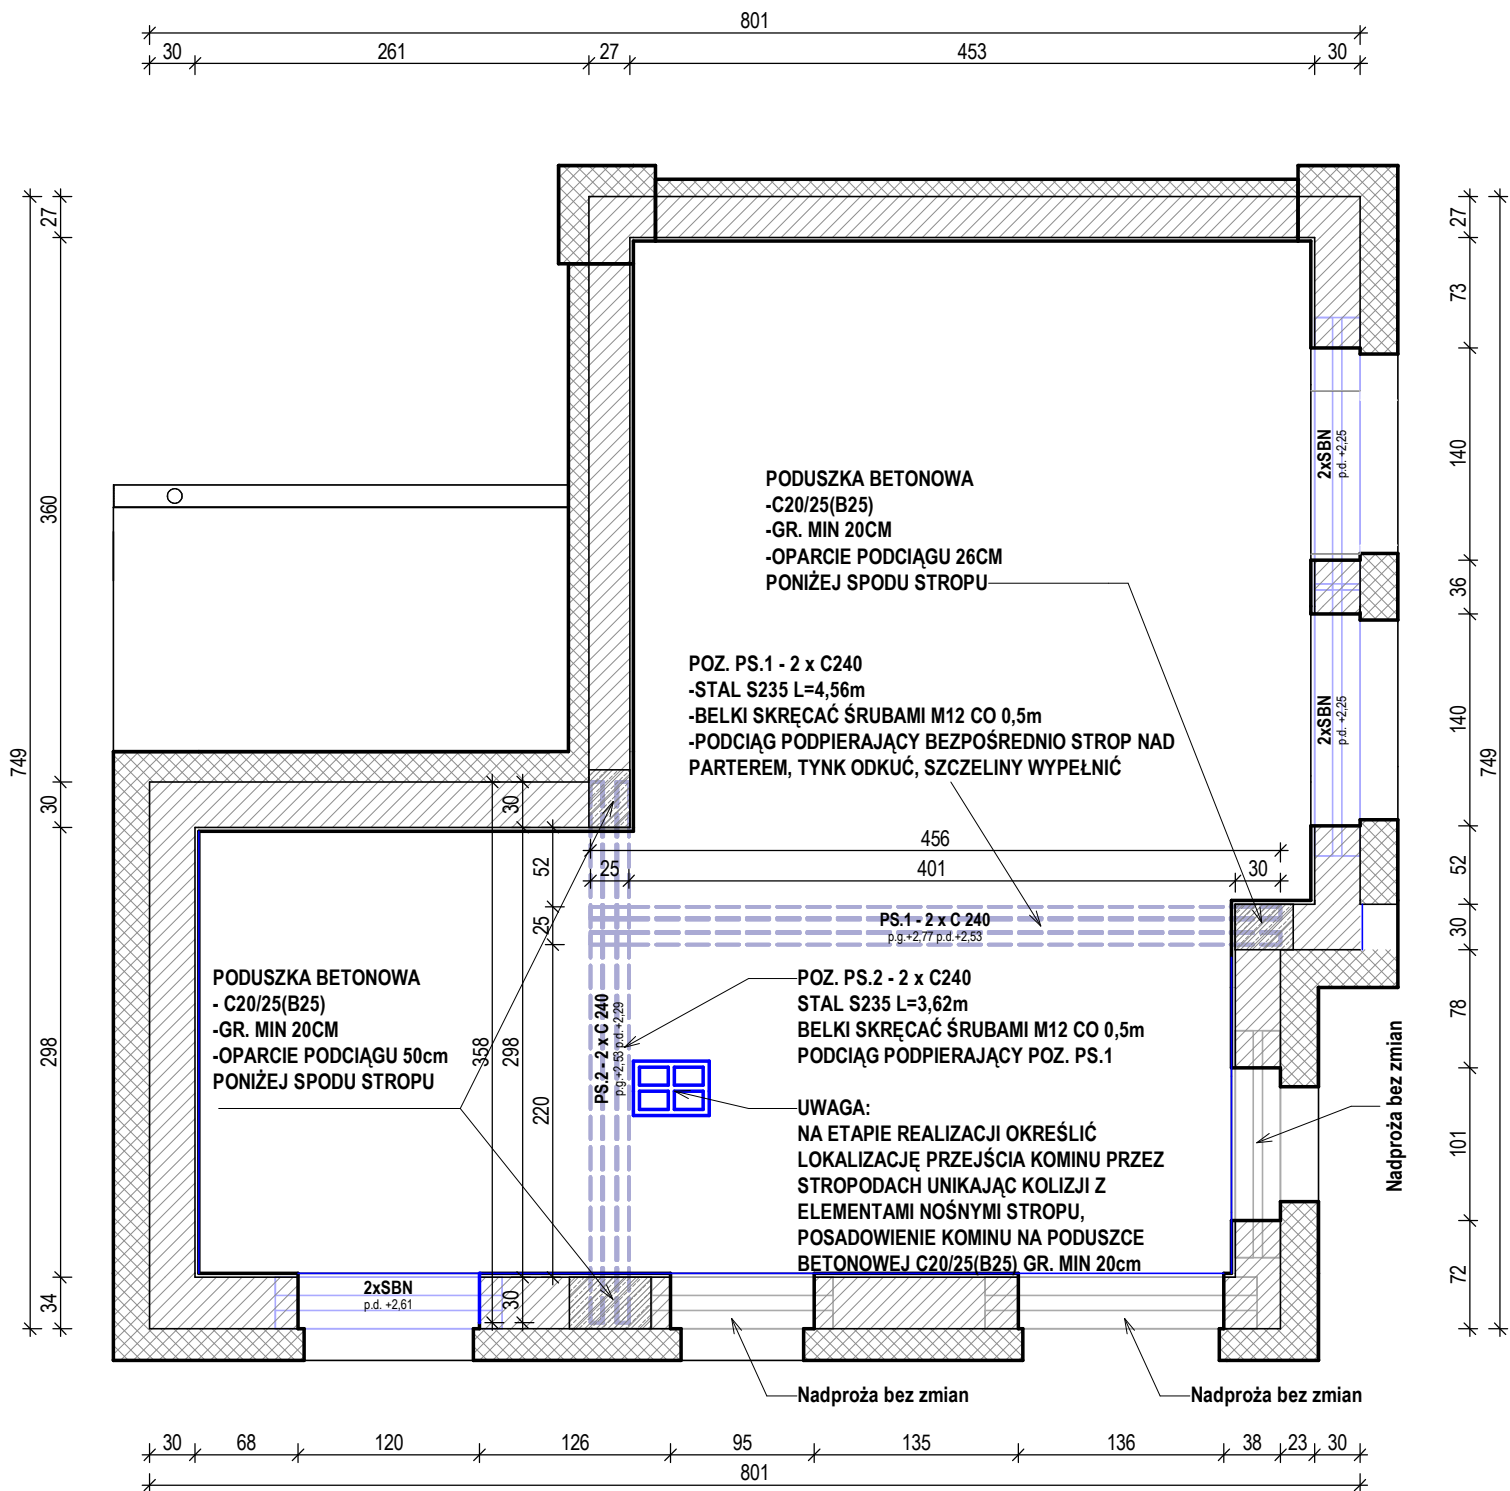 801
30 261 27 453 30
27
360
30
298
34
749
27
73
140
36
140
52
30
78
101
72
749
2xSBN
p.d. +2,25
2xSBN
p.d. +2,25
PODUSZKA BETONOWA
-C20/25(B25)
-GR. MIN 20CM
-OPARCIE PODCIĄGU 26CM
PONIŻEJ SPODU STROPU
POZ. PS.1 - 2 x C240
-STAL S235 L=4,56m
-BELKI SKRĘCAĆ ŚRUBAMI M12 CO 0,5m
-PODCIĄG PODPIERAJĄCY BEZPOŚREDNIO STROP NAD
PARTEREM, TYNK ODKUĆ, SZCZELINY WYPEŁNIĆ
456
25 401 30
30
52
25
358
298
220
30
PS.1 - 2 x C 240
p.g.+2,77 p.d.+2,53
PS.2 - 2 x C 240
p.g.+2,53 p.d.+2,29
PODUSZKA BETONOWA
- C20/25(B25)
-GR. MIN 20CM
-OPARCIE PODCIĄGU 50cm
PONIŻEJ SPODU STROPU
POZ. PS.2 - 2 x C240
STAL S235 L=3,62m
BELKI SKRĘCAĆ ŚRUBAMI M12 CO 0,5m
PODCIĄG PODPIERAJĄCY POZ. PS.1
UWAGA:
NA ETAPIE REALIZACJI OKREŚLIĆ
LOKALIZACJĘ PRZEJŚCIA KOMINU PRZEZ
STROPODACH UNIKAJĄC KOLIZJI Z
ELEMENTAMI NOŚNYMI STROPU,
POSADOWIENIE KOMINU NA PODUSZCE
BETONOWEJ C20/25(B25) GR. MIN 20cm
Nadproża bez zmian
2xSBN
p.d. +2,61
Nadproża bez zmian
Nadproża bez zmian
30 68 120 126 95 135 136 38 23 30
801